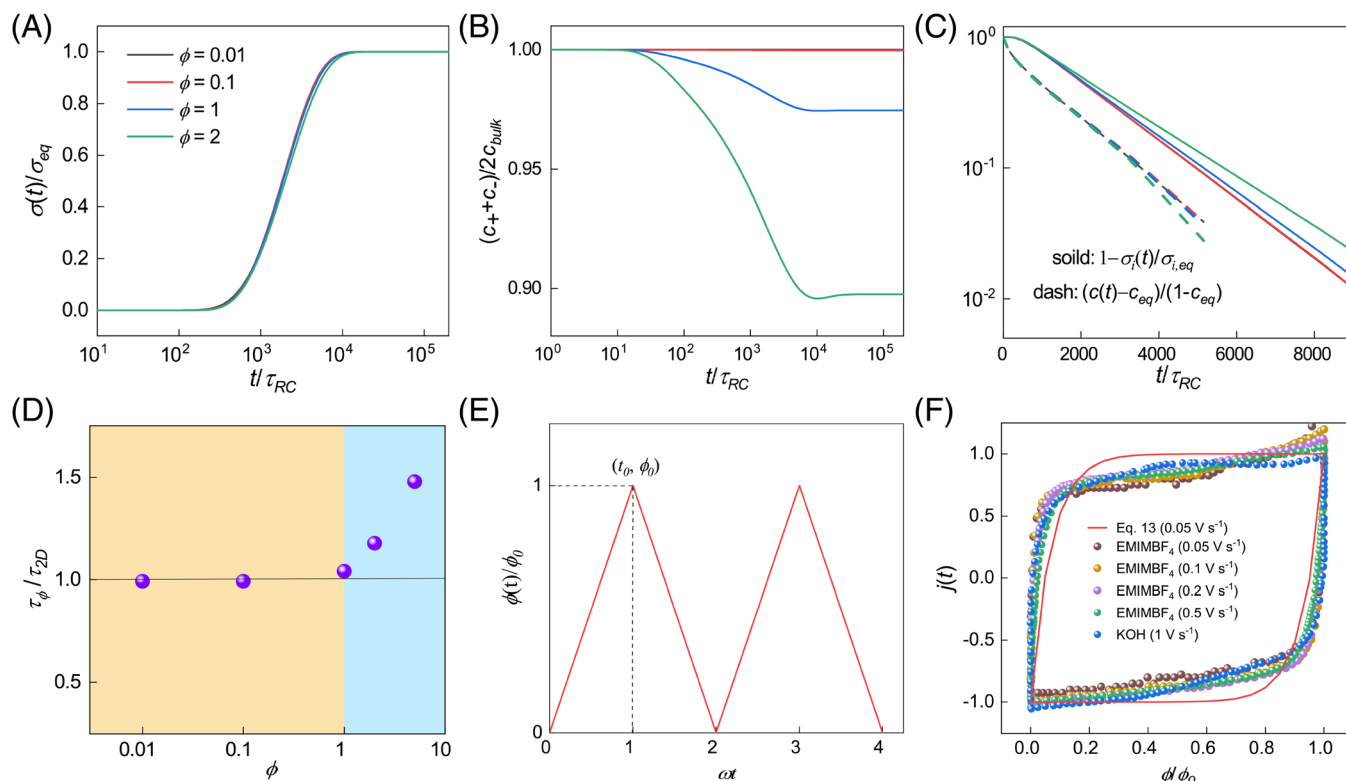 (A)
1.0
0.8
0.6
0.4
0.2
0.0
σ(t)/σeq
ϕ = 0.01
ϕ = 0.1
ϕ = 1
ϕ = 2
10¹ 10² 10³ 10⁴ 10⁵
t/τRC
(B)
1.00
0.95
0.90
(c₊+c₋)/2cbulk
10⁰ 10¹ 10² 10³ 10⁴ 10⁵
t/τRC
(C)
10⁰
10⁻¹
10⁻²
soild: 1−σi(t)/σi,eq
dash: (c(t)−ceq)/(1-ceq)
0 2000 4000 6000 8000
t/τRC
(D)
1.5
1.0
0.5
τϕ/τ2D
0.01 0.1 1 10
ϕ
(E)
(t₀, ϕ₀)
1
0
ϕ(t)/ϕ₀
0 1 2 3 4
ωt
(F)
1.0
0.5
0.0
-0.5
-1.0
j(t)
Eq. 13 (0.05 V s⁻¹)
EMIMBF₄ (0.05 V s⁻¹)
EMIMBF₄ (0.1 V s⁻¹)
EMIMBF₄ (0.2 V s⁻¹)
EMIMBF₄ (0.5 V s⁻¹)
KOH (1 V s⁻¹)
0.0 0.2 0.4 0.6 0.8 1.0
ϕ/ϕ₀